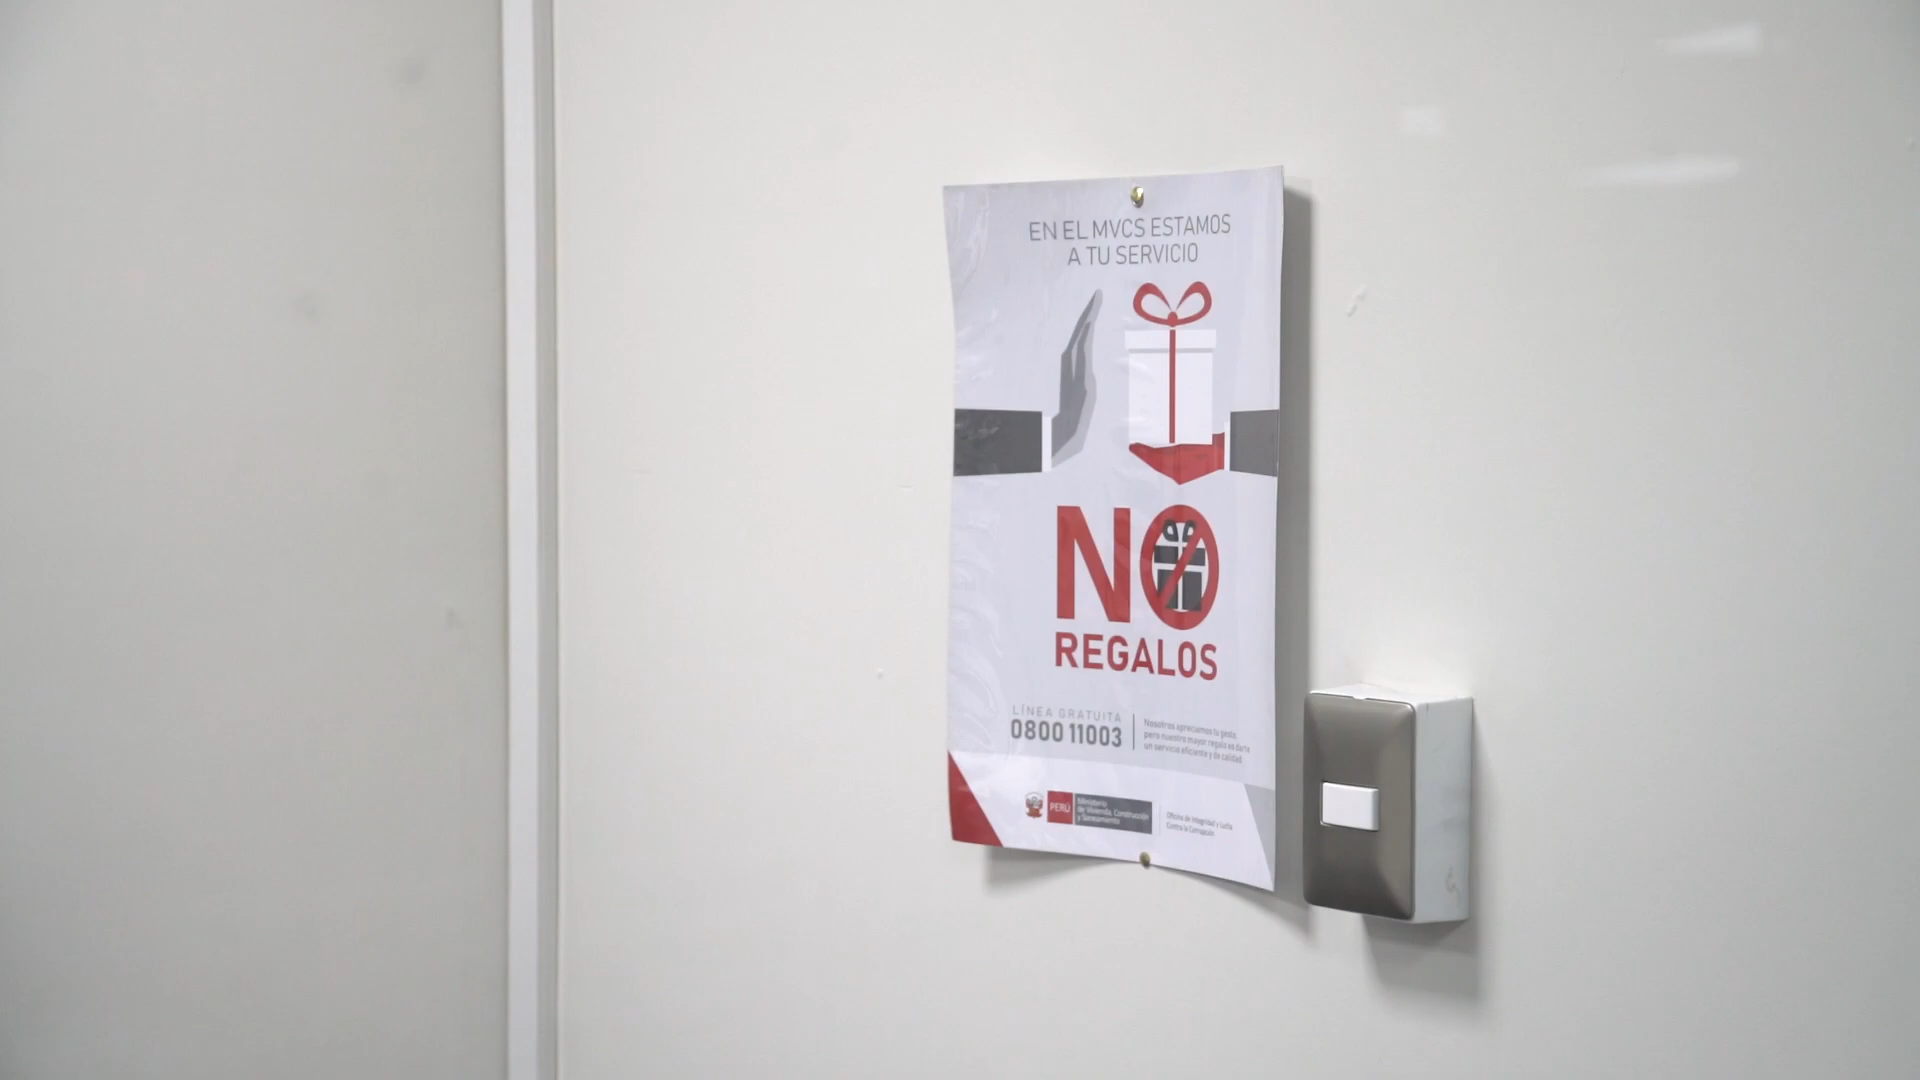 EN EL MVCS ESTAMOS
A TU SERVICIO
NO
REGALOS
LÍNEA GRATUITA
0800 11003
Nosotros apreciamos tu gesto,
pero nuestro mayor regalo es darte
un servicio eficiente y de calidad.
PERÚ
Ministerio
de Vivienda, Construcción
y Saneamiento
Oficina de Integridad y Lucha
Contra la Corrupción